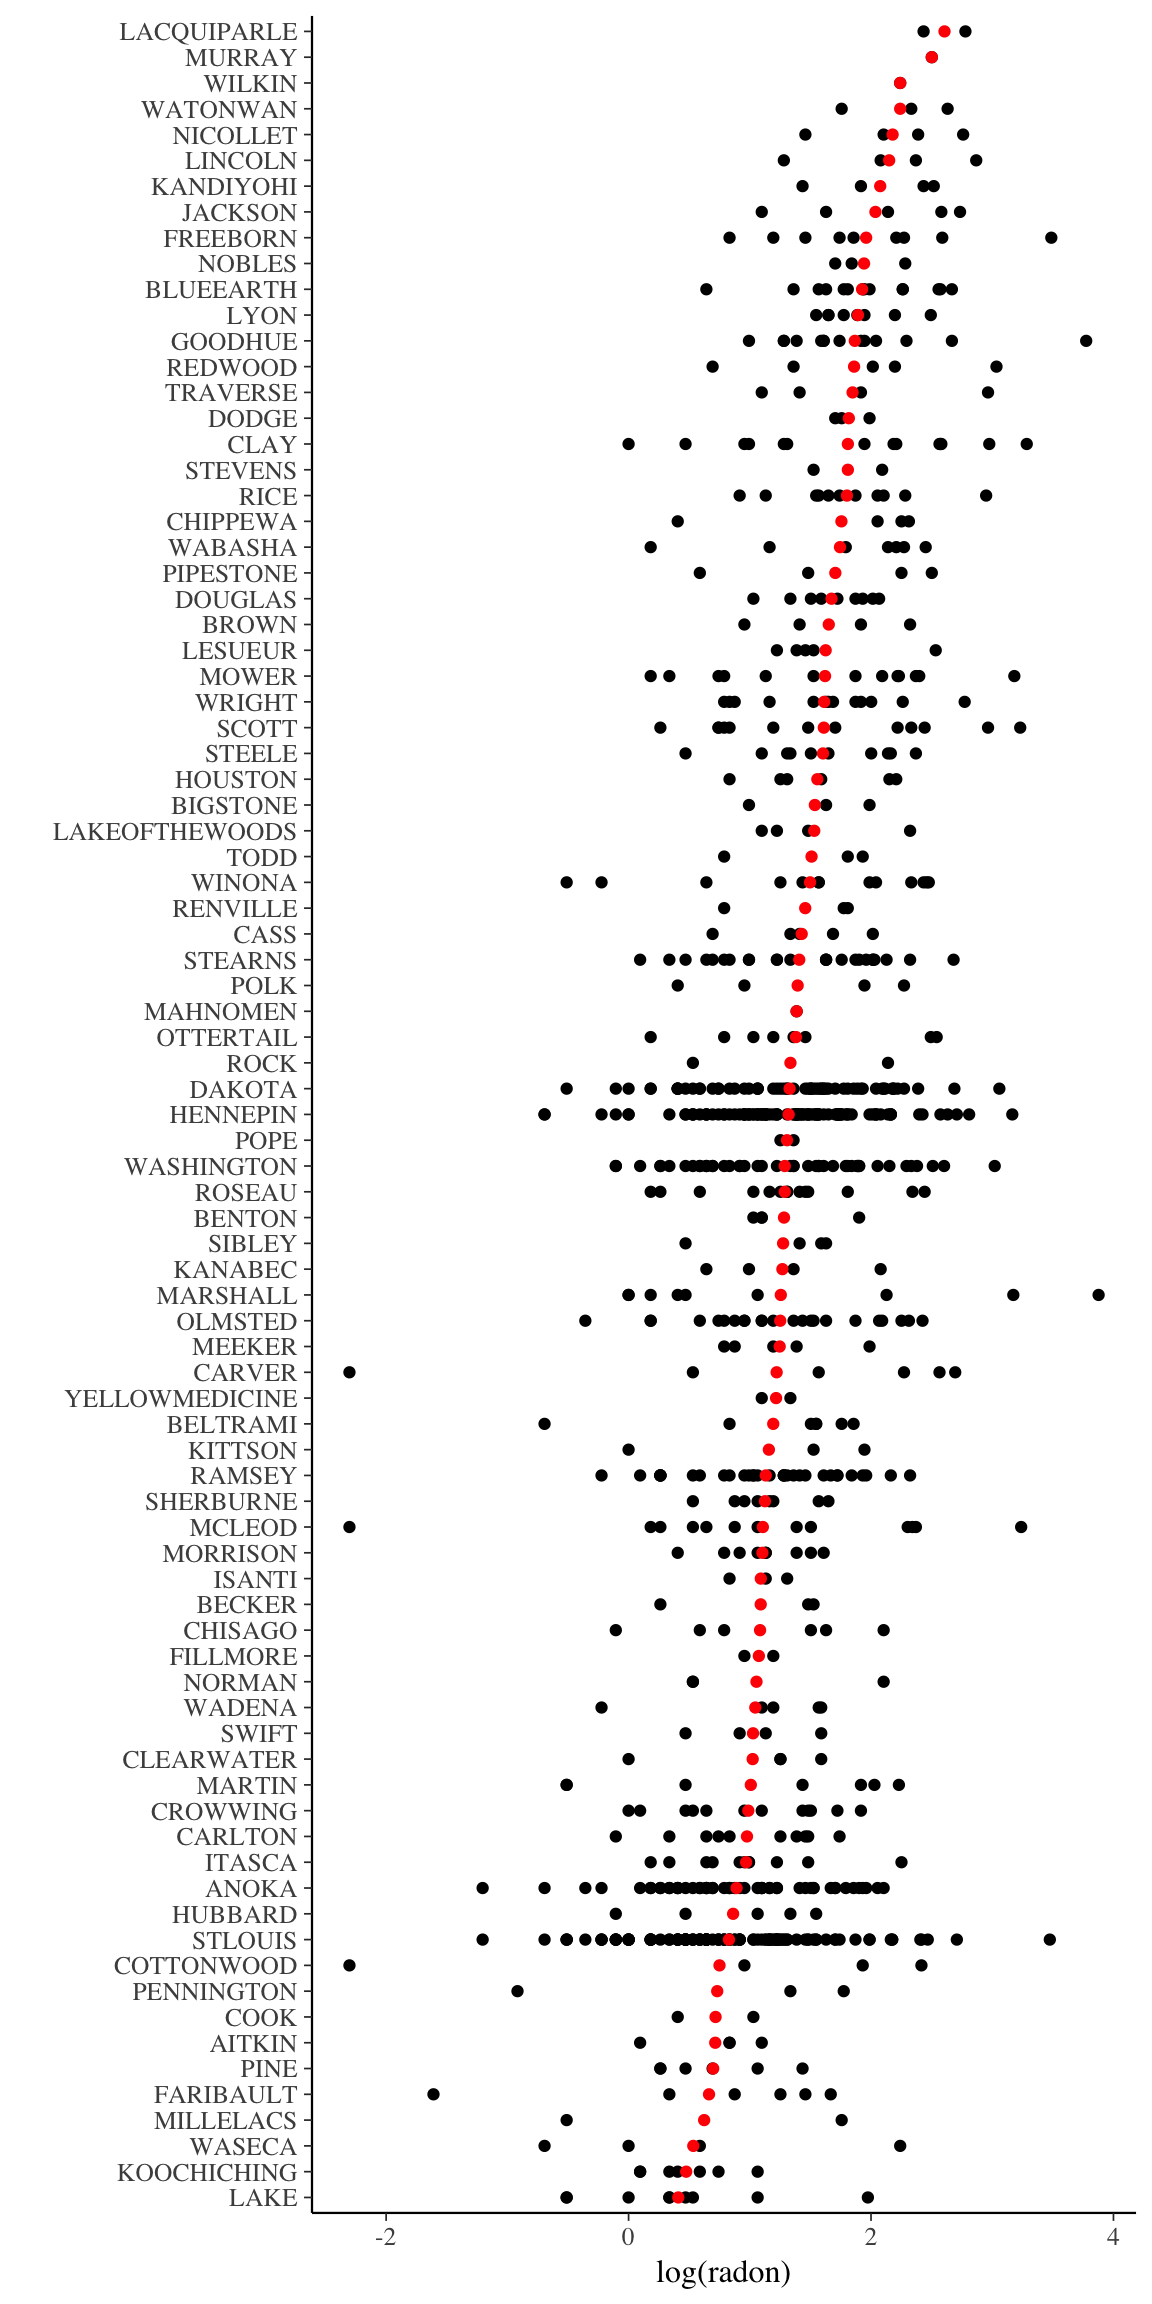 LACQUIPARLE
MURRAY
WILKIN
WATONWAN
NICOLLET
LINCOLN
KANDIYOHI
JACKSON
FREEBORN
NOBLES
BLUEEARTH
LYON
GOODHUE
REDWOOD
TRAVERSE
DODGE
CLAY
STEVENS
RICE
CHIPPEWA
WABASHA
PIPESTONE
DOUGLAS
BROWN
LESUEUR
MOWER
WRIGHT
SCOTT
STEELE
HOUSTON
BIGSTONE
LAKEOFTHEWOODS
TODD
WINONA
RENVILLE
CASS
STEARNS
POLK
MAHNOMEN
OTTERTAIL
ROCK
DAKOTA
HENNEPIN
POPE
WASHINGTON
ROSEAU
BENTON
SIBLEY
KANABEC
MARSHALL
OLMSTED
MEEKER
CARVER
YELLOWMEDICINE
BELTRAMI
KITTSON
RAMSEY
SHERBURNE
MCLEOD
MORRISON
ISANTI
BECKER
CHISAGO
FILLMORE
NORMAN
WADENA
SWIFT
CLEARWATER
MARTIN
CROWWING
CARLTON
ITASCA
ANOKA
HUBBARD
STLOUIS
COTTONWOOD
PENNINGTON
COOK
AITKIN
PINE
FARIBAULT
MILLELACS
WASECA
KOOCHICHING
LAKE
-2 0 2 4
log(radon)